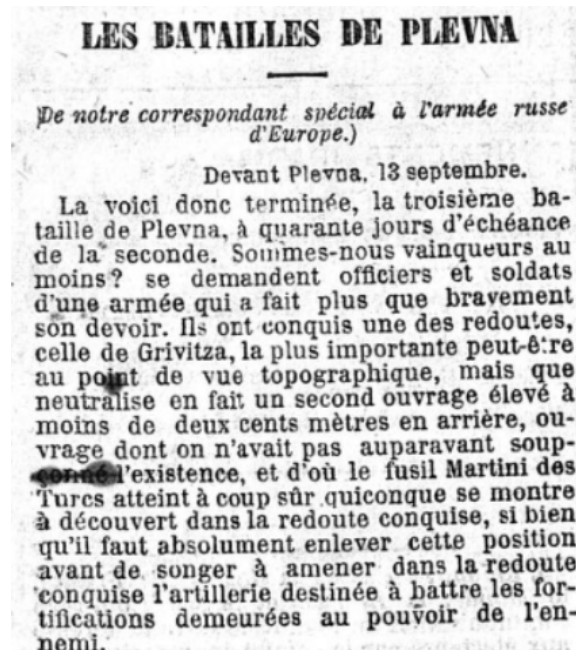 LES BATAILLES DE PLEVNA
(De notre correspondant spécial à l'armée russe
d'Europe.)
Devant Plevna, 13 septembre.
La voici donc terminée, la troisième ba-
taille de Plevna, à quarante jours d'échéance
de la seconde. Sommes-nous vainqueurs au
moins? se demandent officiers et soldats
d'une armée qui a fait plus que bravement
son devoir. Ils ont conquis une des redoutes,
celle de Grivitza, la plus importante peut-être
au point de vue topographique, mais que
neutralise en fait un second ouvrage élevé à
moins de deux cents mètres en arrière, ou-
vrage dont on n'avait pas auparavant soup-
çonné l'existence, et d'où le fusil Martini des
Turcs atteint à coup sûr quiconque se montre
à découvert dans la redoute conquise, si bien
qu'il faut absolument enlever cette position
avant de songer à amener dans la redoute
conquise l'artillerie destinée à battre les for-
tifications demeurées au pouvoir de l'en-
nemi.